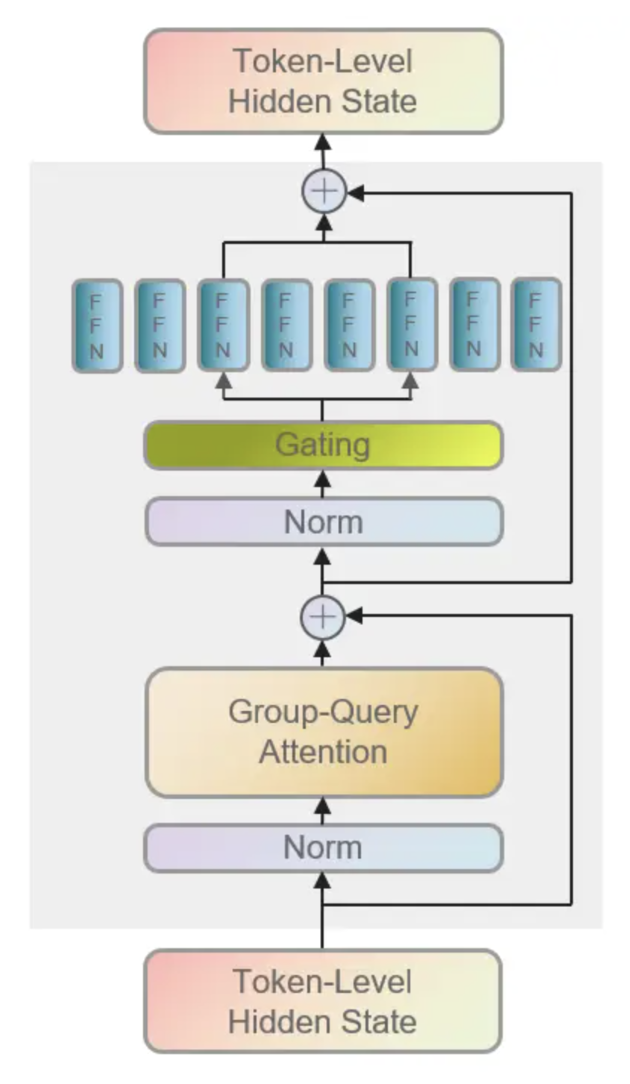 Token-Level
Hidden State
FFN FFN FFN FFN FFN FFN FFN FFN
Gating
Norm
Group-Query
Attention
Norm
Token-Level
Hidden State